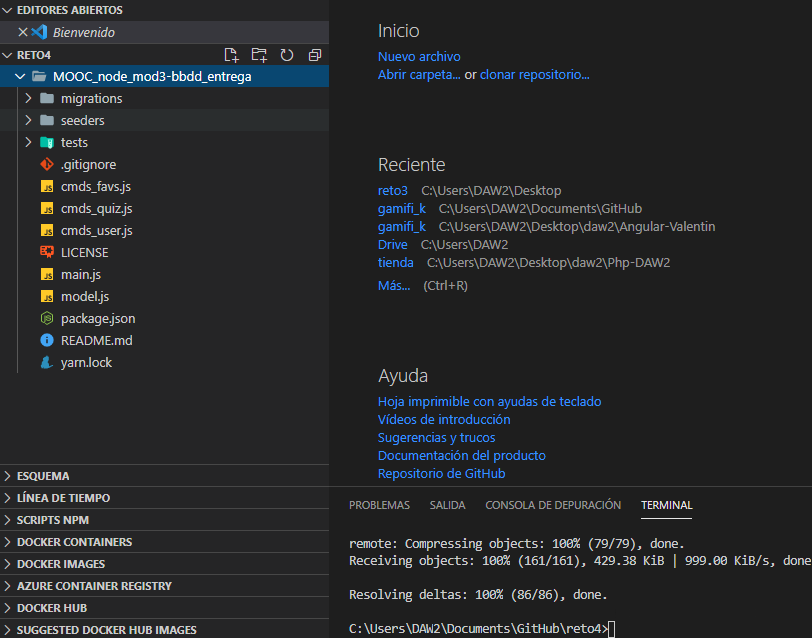 EDITORES ABIERTOS
Bienvenido
RETO4
MOOC_node_mod3-bbdd_entrega
migrations
seeders
tests
.gitignore
cmds_favs.js
cmds_quiz.js
cmds_user.js
LICENSE
main.js
model.js
package.json
README.md
yarn.lock
ESQUEMA
LÍNEA DE TIEMPO
SCRIPTS NPM
DOCKER CONTAINERS
DOCKER IMAGES
AZURE CONTAINER REGISTRY
DOCKER HUB
SUGGESTED DOCKER HUB IMAGES
Inicio
Nuevo archivo
Abrir carpeta... or clonar repositorio...
Reciente
reto3 C:\Users\DAW2\Desktop
gamifi_k C:\Users\DAW2\Documents\GitHub
gamifi_k C:\Users\DAW2\Desktop\daw2\Angular-Valentin
Drive C:\Users\DAW2
tienda C:\Users\DAW2\Desktop\daw2\Php-DAW2
Más... (Ctrl+R)
Ayuda
Hoja imprimible con ayudas de teclado
Vídeos de introducción
Sugerencias y trucos
Documentación del producto
Repositorio de GitHub
PROBLEMAS SALIDA CONSOLA DE DEPURACIÓN TERMINAL
remote: Compressing objects: 100% (79/79), done.
Receiving objects: 100% (161/161), 429.38 KiB | 999.00 KiB/s, done
Resolving deltas: 100% (86/86), done.
C:\Users\DAW2\Documents\GitHub\reto4>